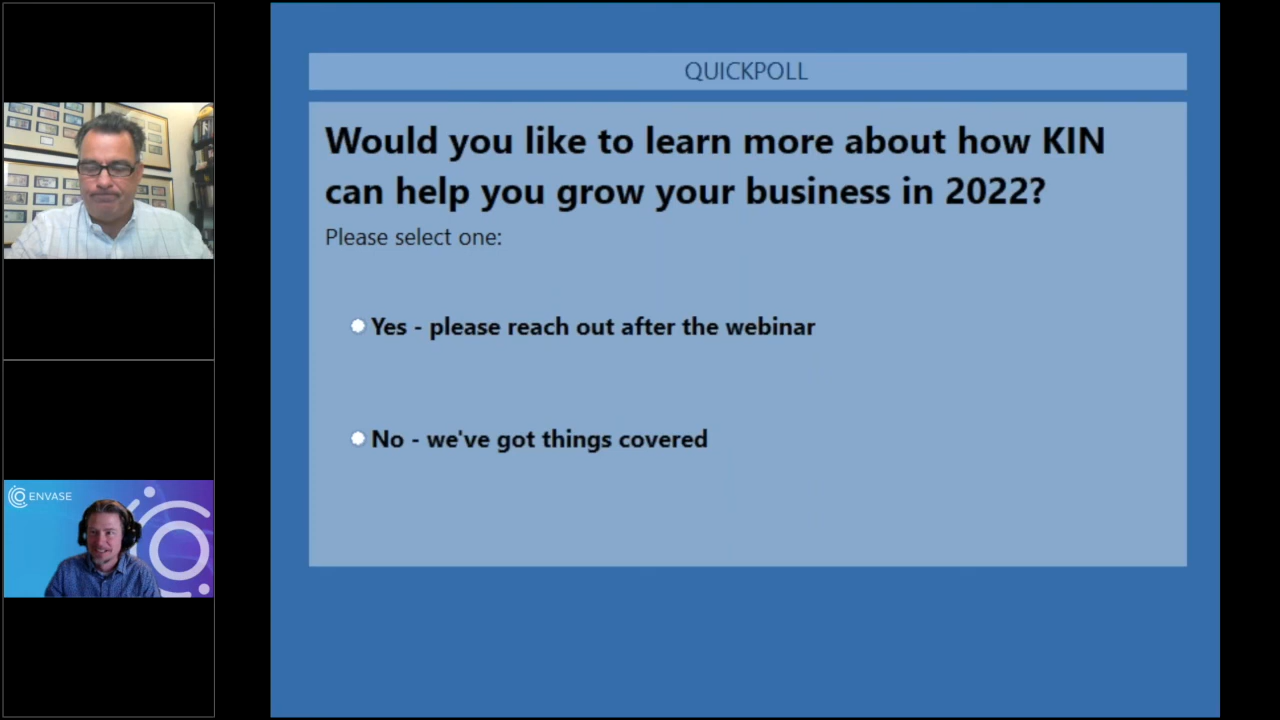 QUICKPOLL
Would you like to learn more about how KIN
can help you grow your business in 2022?
Please select one:
Yes - please reach out after the webinar
No - we've got things covered
ENVASE